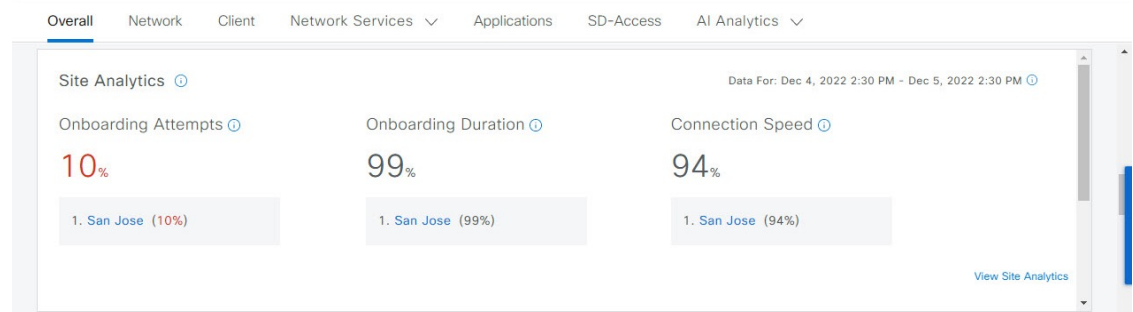 Overall Network Client Network Services Applications SD-Access AI Analytics
Site Analytics
Data For: Dec 4, 2022 2:30 PM - Dec 5, 2022 2:30 PM
Onboarding Attempts Onboarding Duration Connection Speed
10% 99% 94%
1. San Jose (10%) 1. San Jose (99%) 1. San Jose (94%)
View Site Analytics